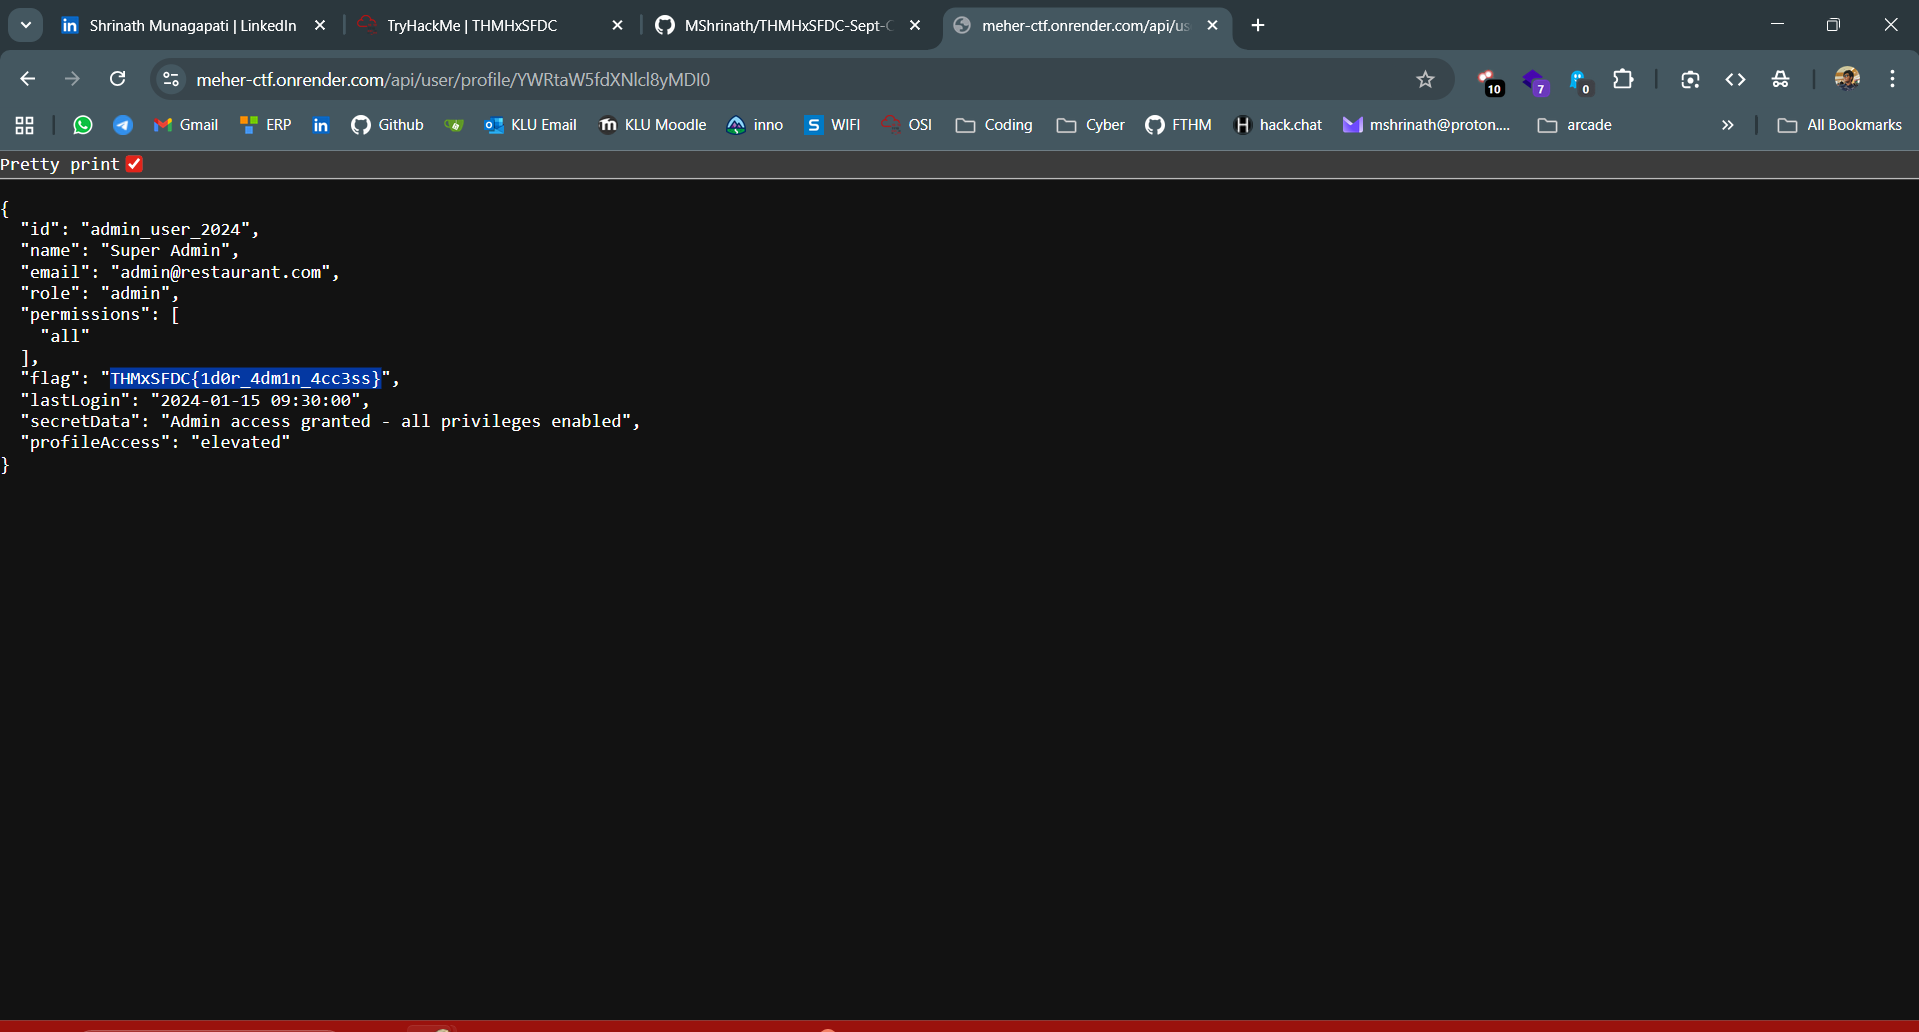 Shrinath Munagapati | LinkedIn
TryHackMe | THMHxSFDC
MShrinath/THMHxSFDC-Sept-C
meher-ctf.onrender.com/api/us
meher-ctf.onrender.com/api/user/profile/YWRtaW5fdXNlcl8yMDI0
10
7
0
Gmail
ERP
Github
KLU Email
KLU Moodle
inno
S WIFI
OSI
Coding
Cyber
FTHM
H hack.chat
mshrinath@proton....
arcade
All Bookmarks
Pretty print
{
"id": "admin_user_2024",
"name": "Super Admin",
"email": "admin@restaurant.com",
"role": "admin",
"permissions": [
"all"
],
"flag": "THMxSFDC{1d0r_4dm1n_4cc3ss}",
"lastLogin": "2024-01-15 09:30:00",
"secretData": "Admin access granted - all privileges enabled",
"profileAccess": "elevated"
}